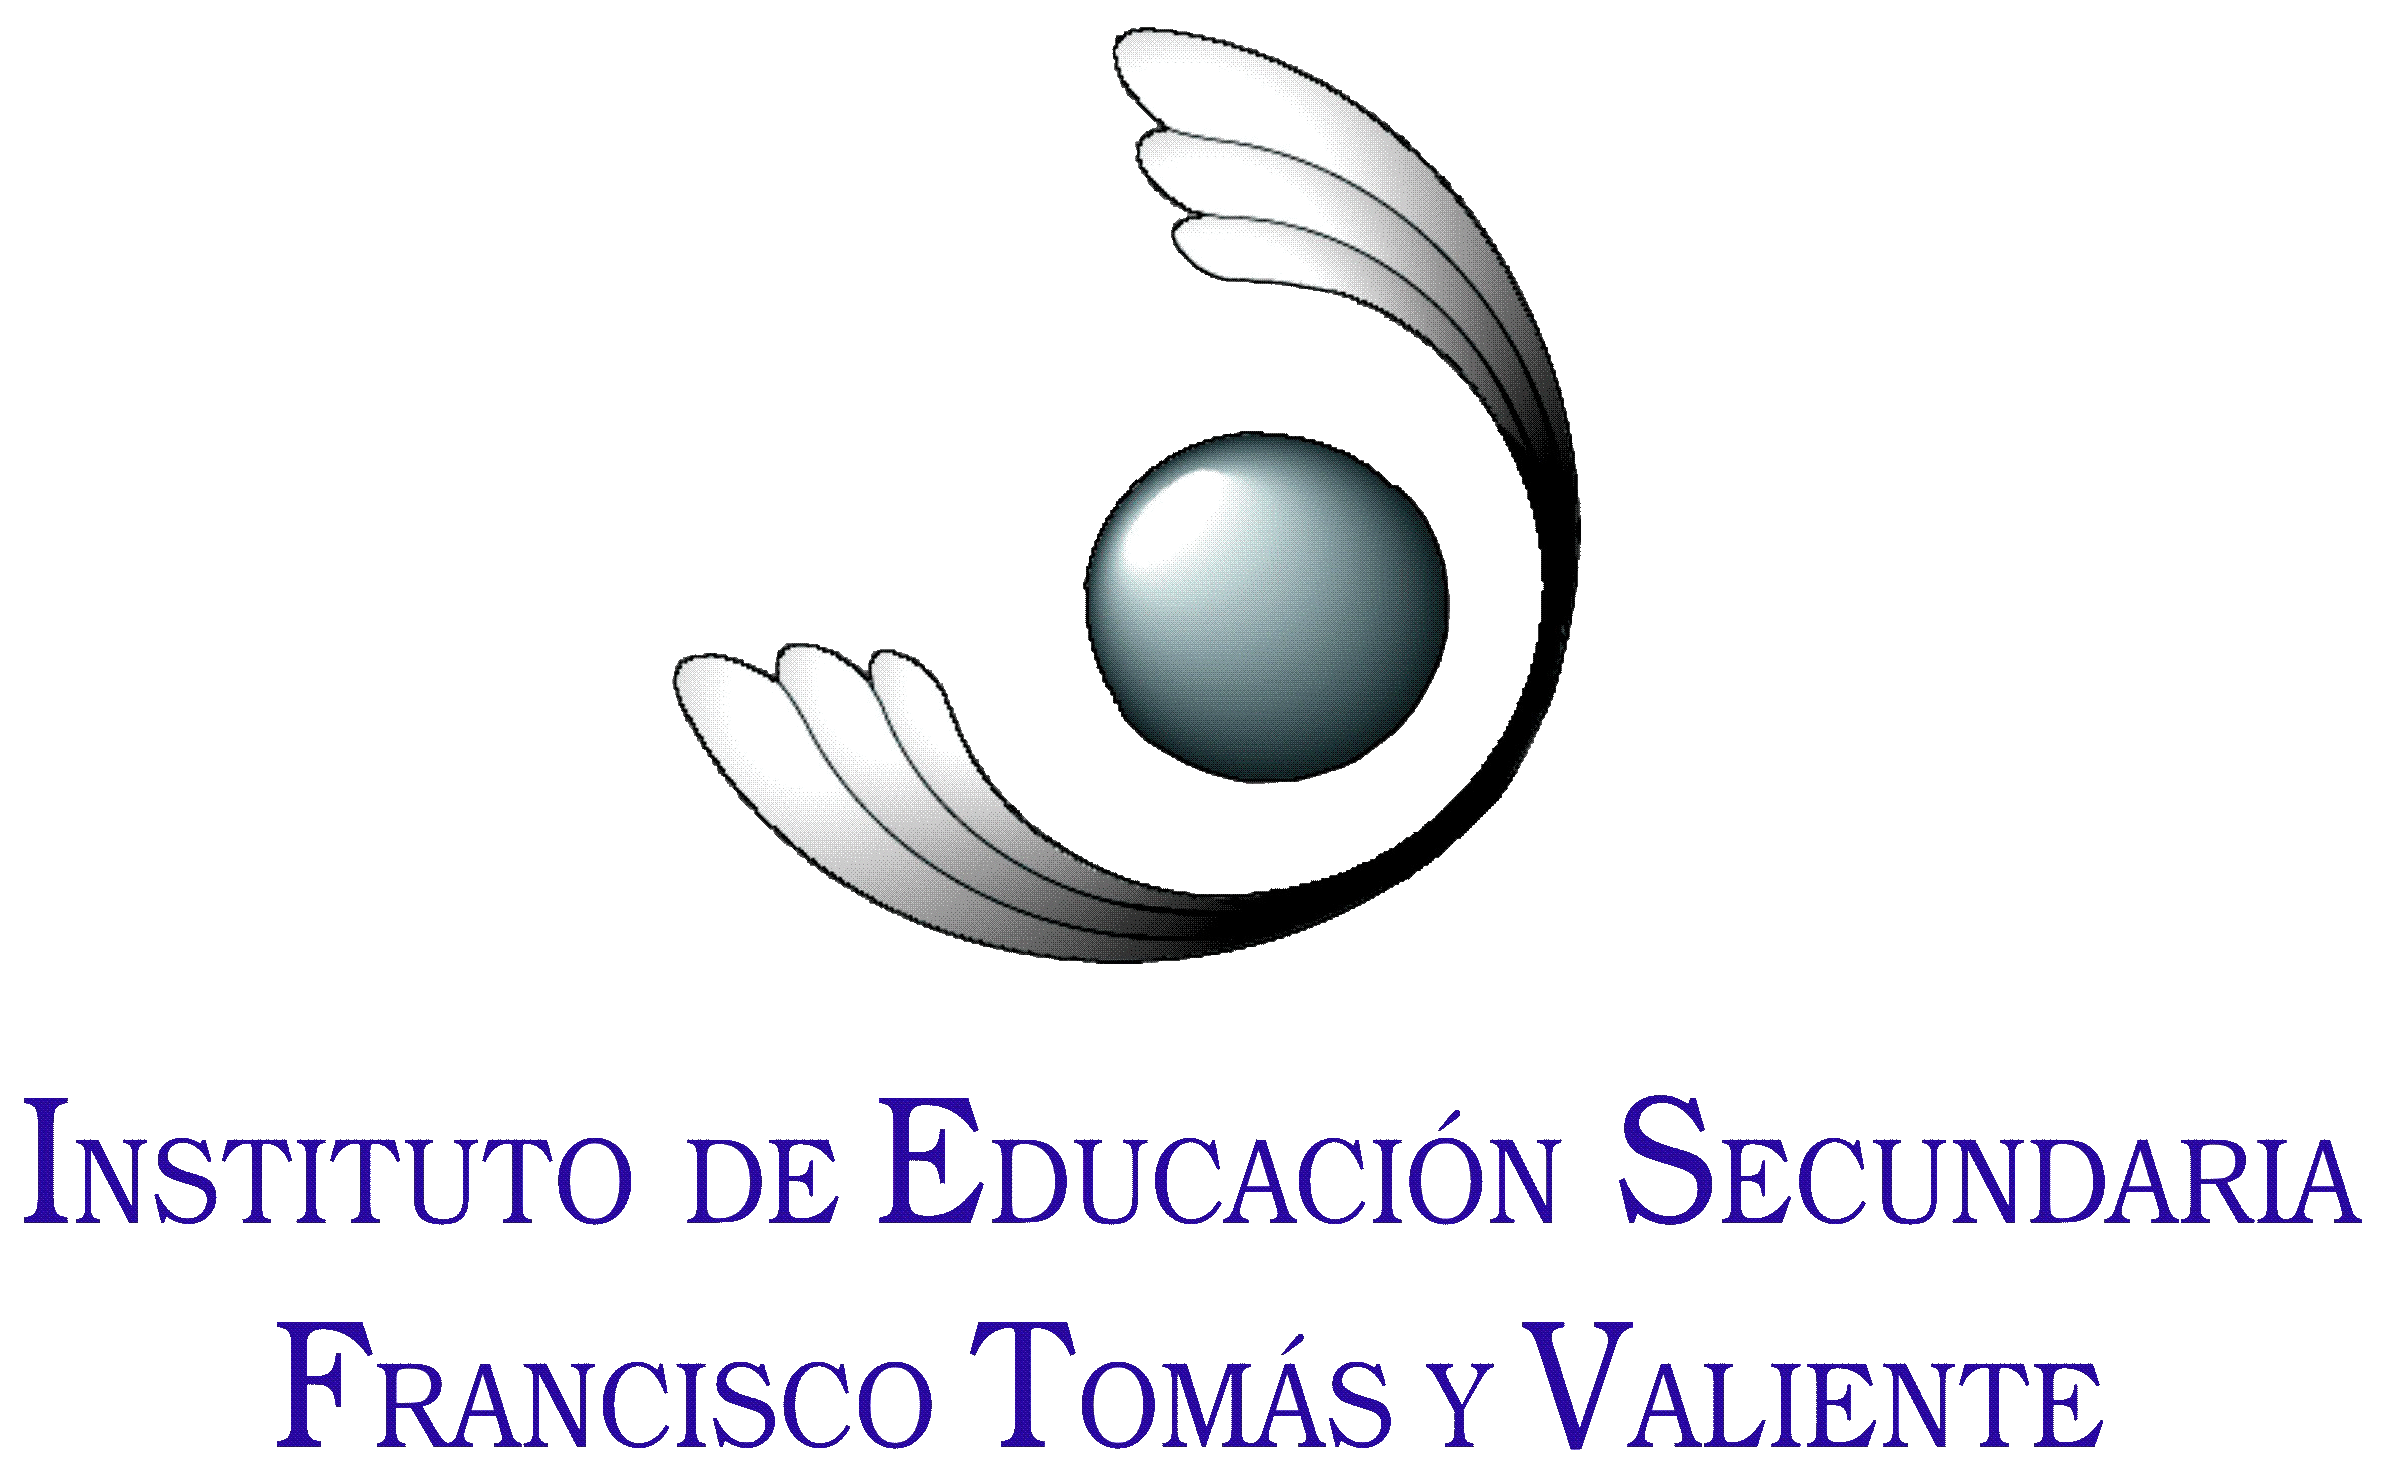 INSTITUTO DE EDUCACIÓN SECUNDARIA
FRANCISCO TOMÁS Y VALIENTE